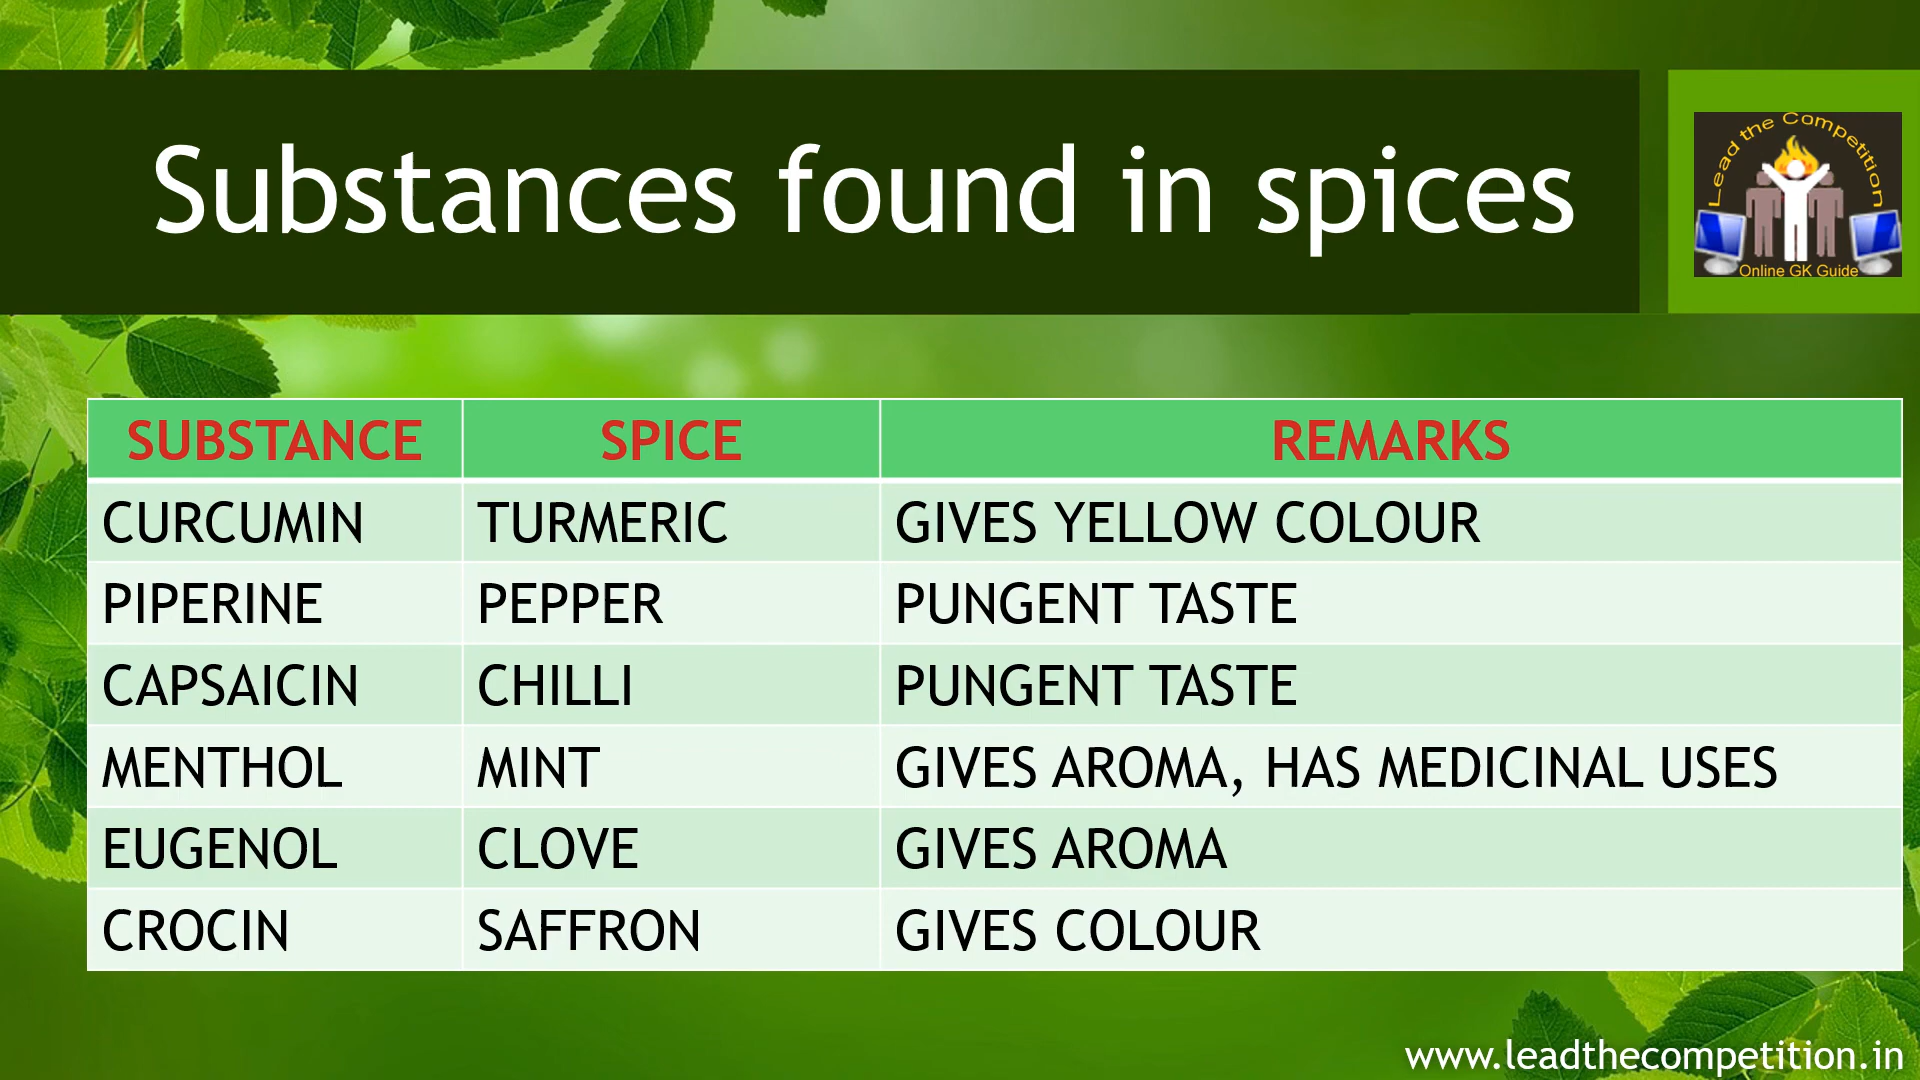 Substances found in spices
Lead the Competition
Online GK Guide
SUBSTANCE SPICE REMARKS
CURCUMIN TURMERIC GIVES YELLOW COLOUR
PIPERINE PEPPER PUNGENT TASTE
CAPSAICIN CHILLI PUNGENT TASTE
MENTHOL MINT GIVES AROMA, HAS MEDICINAL USES
EUGENOL CLOVE GIVES AROMA
CROCIN SAFFRON GIVES COLOUR
www.leadthecompetition.in